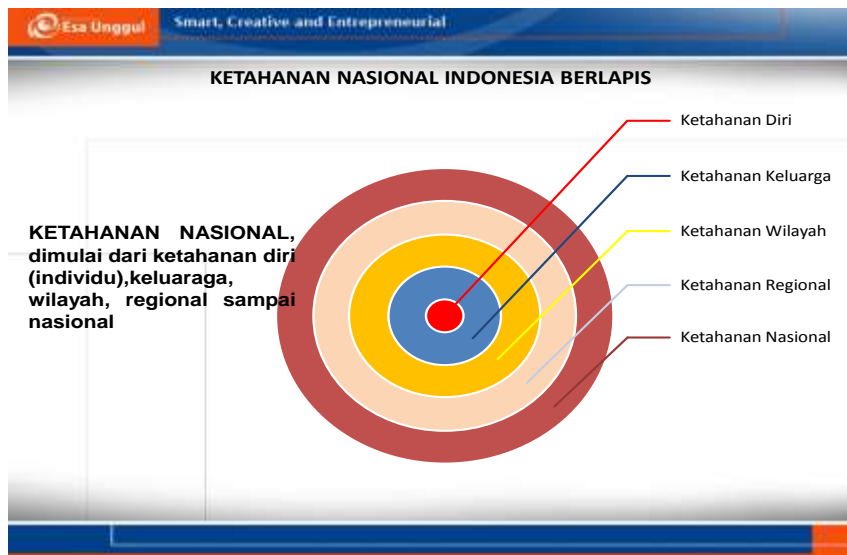 Esa Unggul
Smart, Creative and Entrepreneurial
KETAHANAN NASIONAL INDONESIA BERLAPIS
KETAHANAN NASIONAL,
dimulai dari ketahanan diri
(individu),keluaraga,
wilayah, regional sampai
nasional
Ketahanan Diri
Ketahanan Keluarga
Ketahanan Wilayah
Ketahanan Regional
Ketahanan Nasional